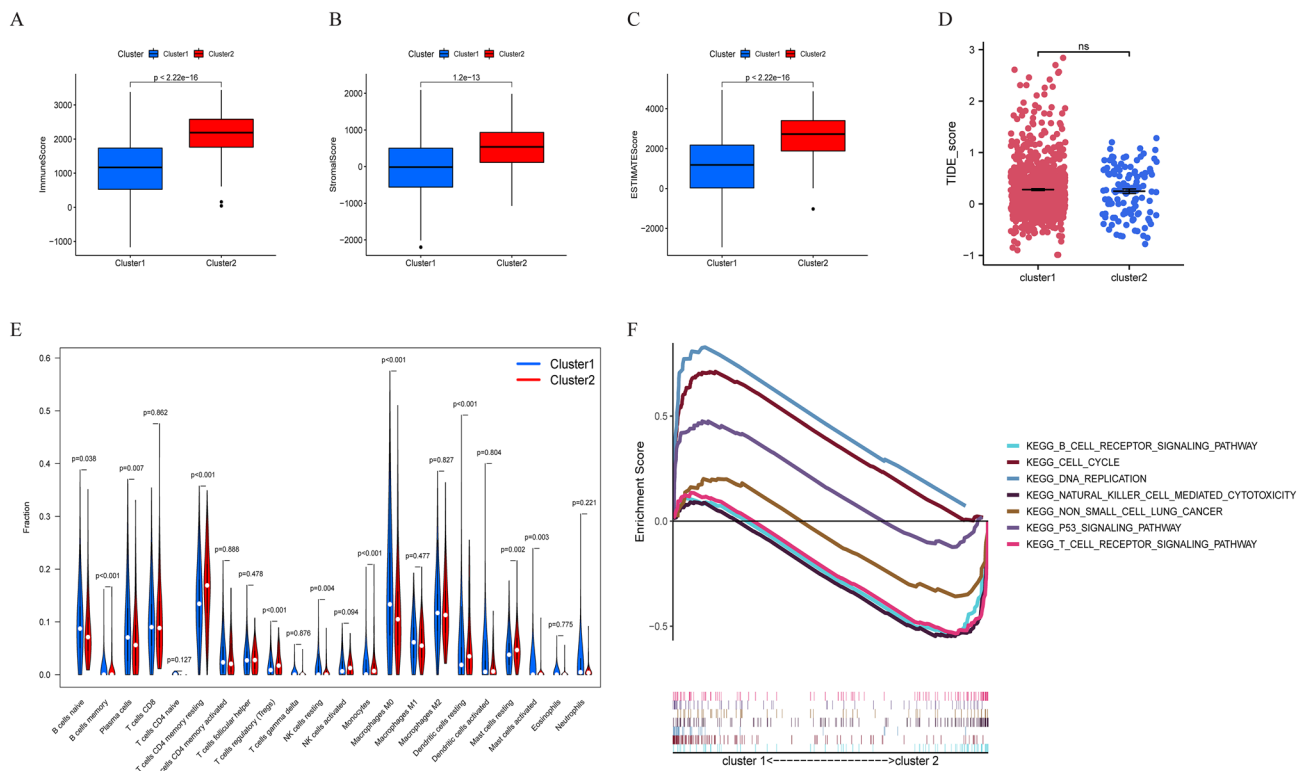 A
Cluster Cluster1 Cluster2
p < 2.22e−16
ImmuneScore
3000
2000
1000
0
−1000
Cluster1 Cluster2
B
Cluster Cluster1 Cluster2
1.2e−13
StromalScore
2000
1000
0
−1000
−2000
Cluster1 Cluster2
C
Cluster Cluster1 Cluster2
p < 2.22e−16
ESTIMATEScore
4000
2000
0
−2000
Cluster1 Cluster2
D
ns
TIDE_score
3
2
1
0
−1
cluster1 cluster2
E
Cluster1
Cluster2
Fraction
0.6
0.5
0.4
0.3
0.2
0.1
0.0
p=0.038
p<0.001
p=0.007
p=0.862
p=0.127
p<0.001
p=0.888
p=0.478
p<0.001
p=0.876
p=0.004
p=0.094
p<0.001
p<0.001
p=0.477
p=0.827
p<0.001
p=0.804
p=0.002
p=0.003
p=0.775
p=0.221
B cells naive
B cells memory
Plasma cells
T cells CD8
T cells CD4 naive
T cells CD4 memory resting
cells CD4 memory activated
T cells follicular helper
T cells regulatory (Tregs)
T cells gamma delta
NK cells resting
NK cells activated
Monocytes
Macrophages M0
Macrophages M1
Macrophages M2
Dendritic cells resting
Dendritic cells activated
Mast cells resting
Mast cells activated
Eosinophils
Neutrophils
F
Enrichment Score
0.5
0.0
−0.5
KEGG_B_CELL_RECEPTOR_SIGNALING_PATHWAY
KEGG_CELL_CYCLE
KEGG_DNA_REPLICATION
KEGG_NATURAL_KILLER_CELL_MEDIATED_CYTOTOXICITY
KEGG_NON_SMALL_CELL_LUNG_CANCER
KEGG_P53_SIGNALING_PATHWAY
KEGG_T_CELL_RECEPTOR_SIGNALING_PATHWAY
cluster 1<-------------------->cluster 2